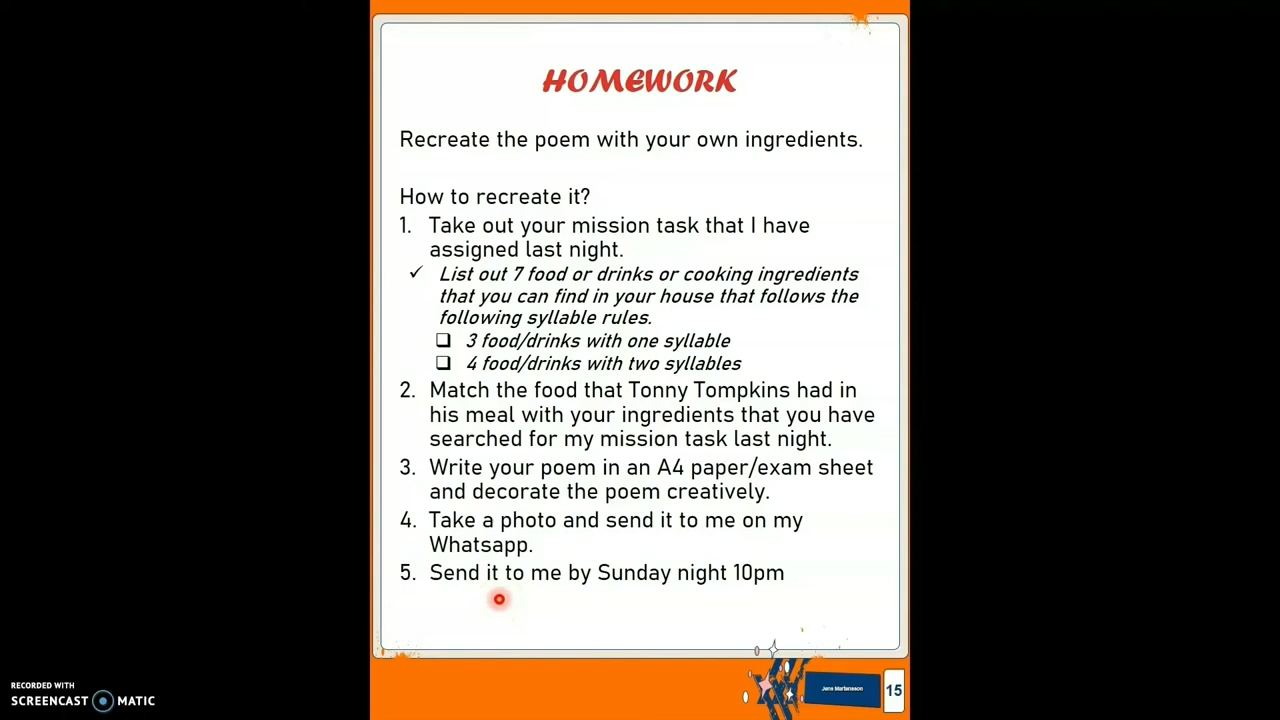 HOMEWORK
Recreate the poem with your own ingredients.
How to recreate it?
1. Take out your mission task that I have
assigned last night.
✓ List out 7 food or drinks or cooking ingredients
that you can find in your house that follows the
following syllable rules.
❑ 3 food/drinks with one syllable
❑ 4 food/drinks with two syllables
2. Match the food that Tonny Tompkins had in
his meal with your ingredients that you have
searched for my mission task last night.
3. Write your poem in an A4 paper/exam sheet
and decorate the poem creatively.
4. Take a photo and send it to me on my
Whatsapp.
5. Send it to me by Sunday night 10pm
Jens Martensson
15
RECORDED WITH
SCREENCAST MATIC